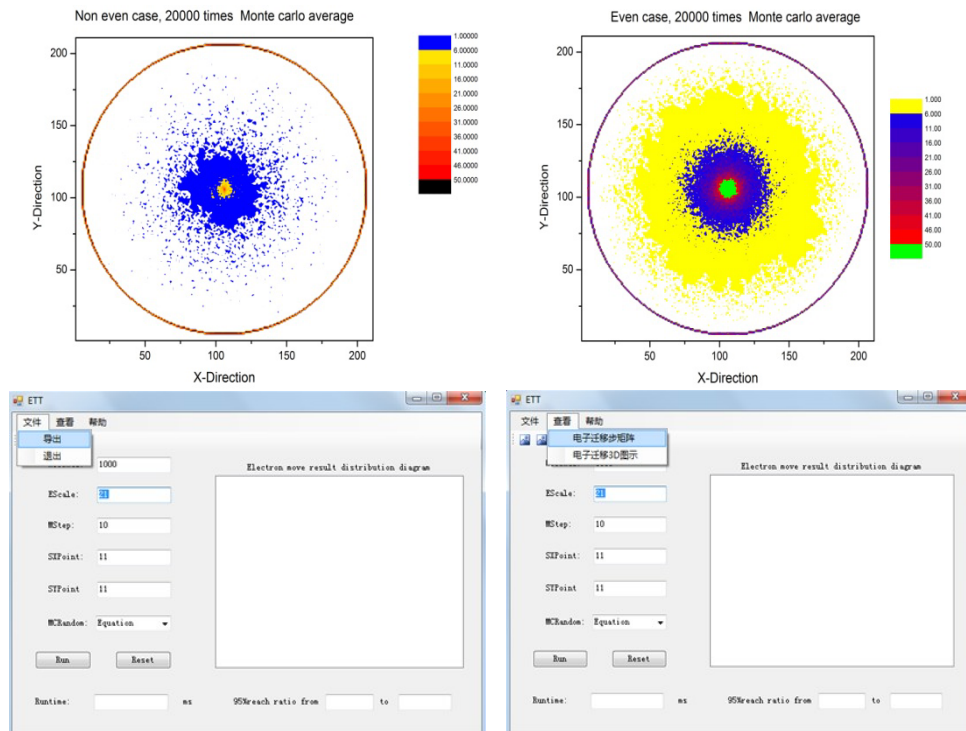 Non even case, 20000 times  Monte carlo average
200
150
100
50
50
100
150
200
Y-Direction
X-Direction
1.00000
6.00000
11.0000
16.0000
21.0000
26.0000
31.0000
36.0000
41.0000
46.0000
50.0000
Even case, 20000 times  Monte carlo average
200
150
100
50
50
100
150
200
Y-Direction
X-Direction
1.000
6.000
11.00
16.00
21.00
26.00
31.00
36.00
41.00
46.00
50.00
ETT
文件 查看 帮助
导出
退出
1000
EScale: 21
MStep: 10
SXPoint: 11
SYPoint 11
MCRandom: Equation
Run Reset
Runtime: ms
Electron move result distribution diagram
95%reach ratio from to
ETT
文件 查看 帮助
电子迁移步矩阵
电子迁移3D图示
EScale: 21
MStep: 10
SXPoint: 11
SYPoint 11
MCRandom: Equation
Run Reset
Runtime: ms
Electron move result distribution diagram
95%reach ratio from to